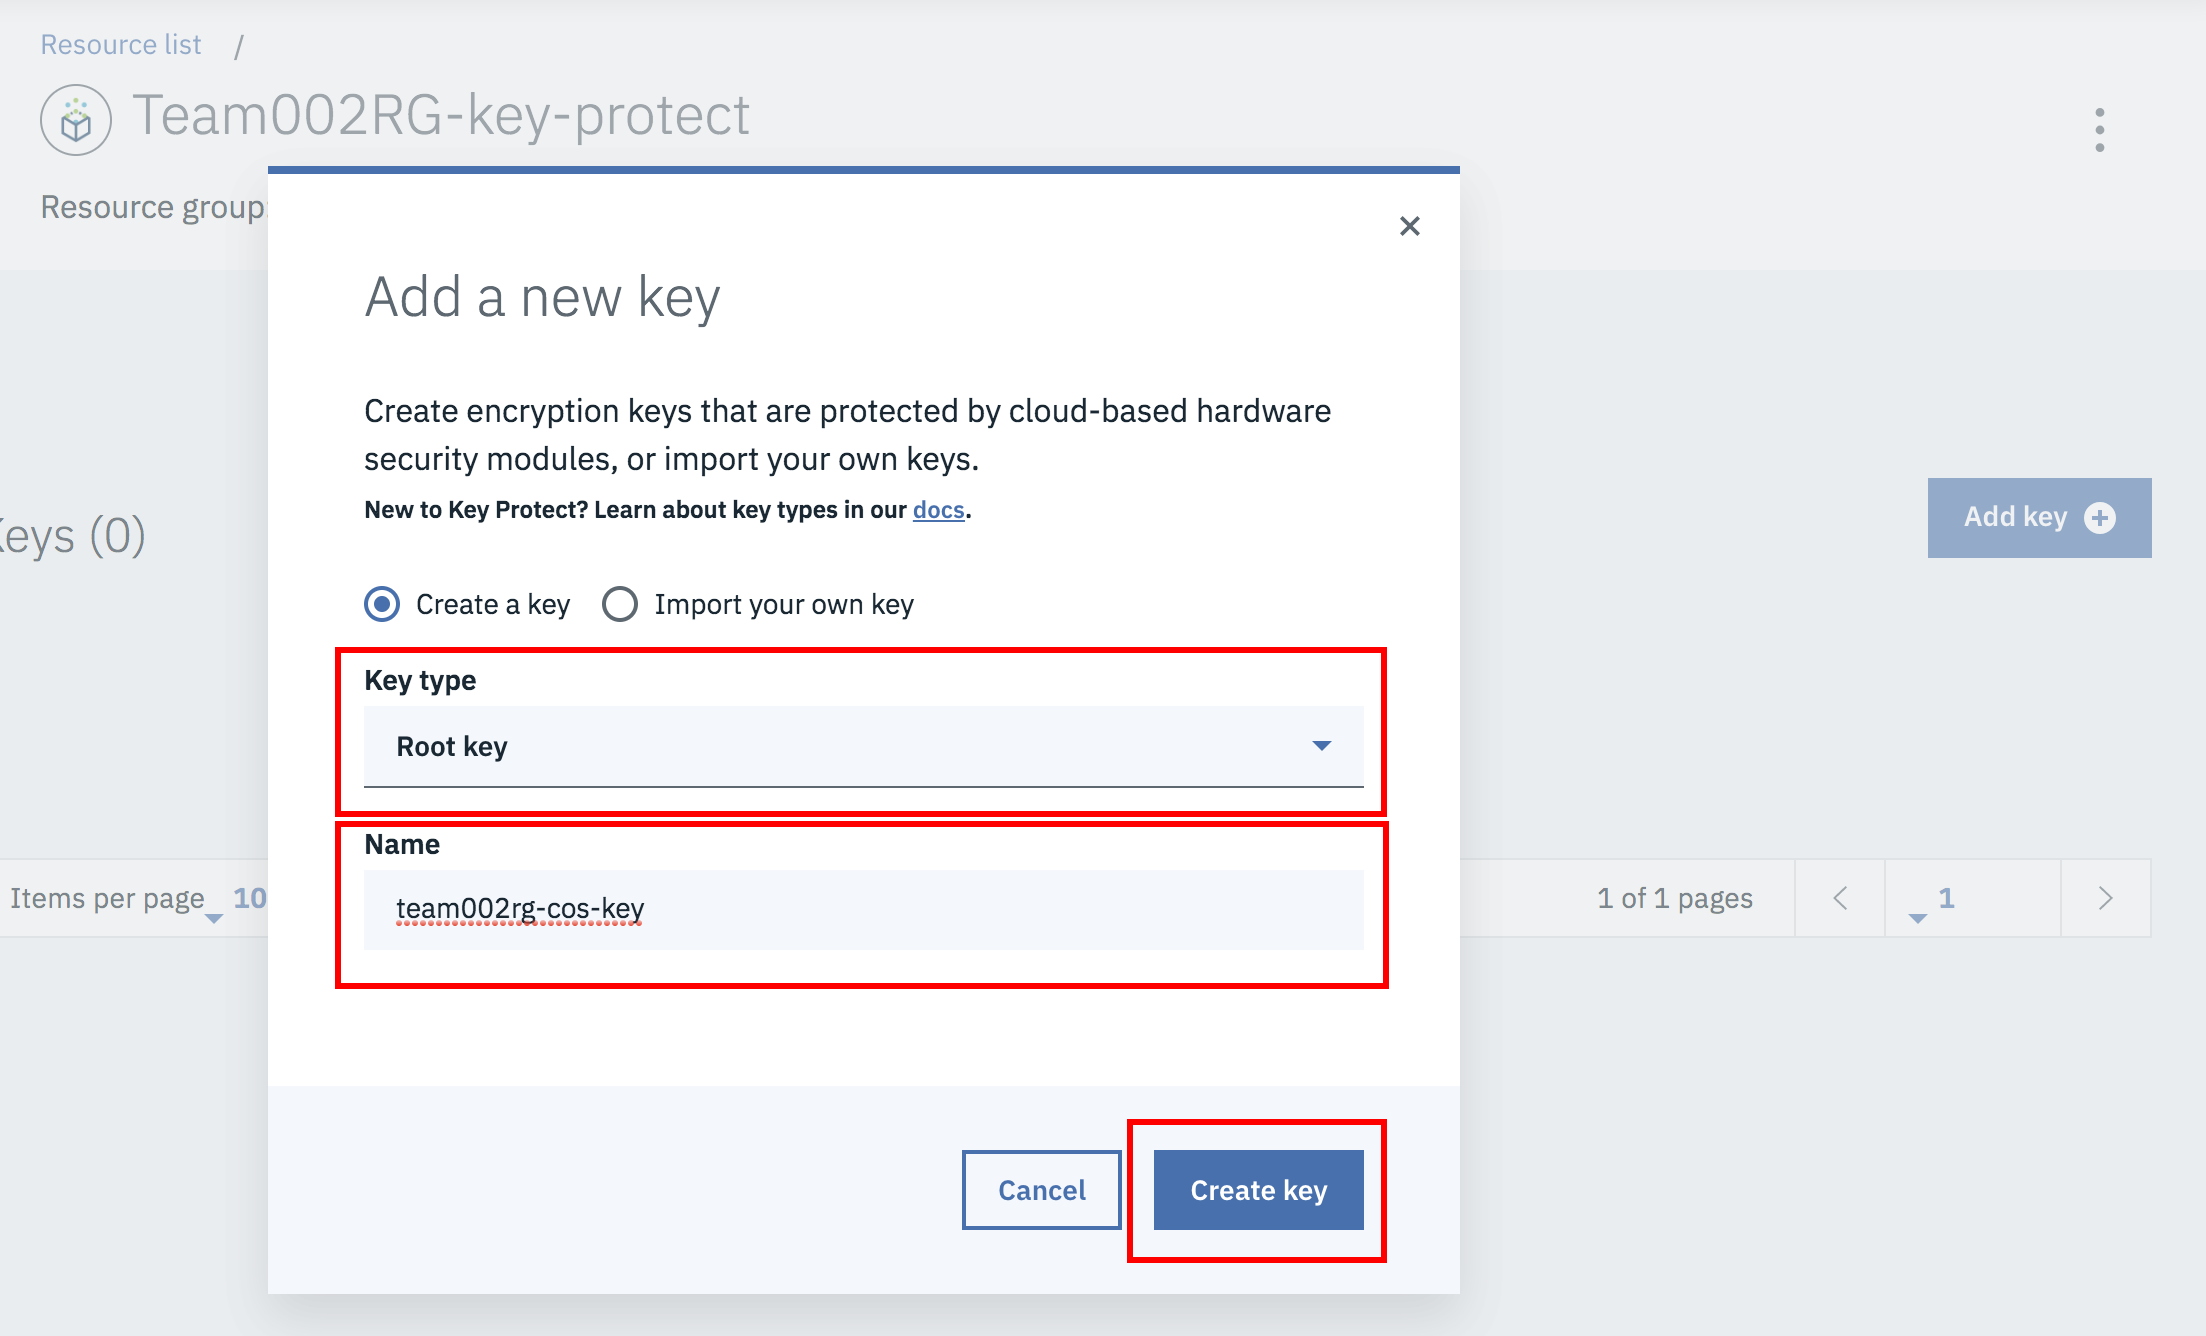 Resource list /
Team002RG-key-protect
Resource group:
Add a new key
Create encryption keys that are protected by cloud-based hardware
security modules, or import your own keys.
New to Key Protect? Learn about key types in our docs.
Keys (0)
Add key
Create a key Import your own key
Key type
Root key
Name
team002rg-cos-key
Items per page 10
1 of 1 pages 1
Cancel Create key